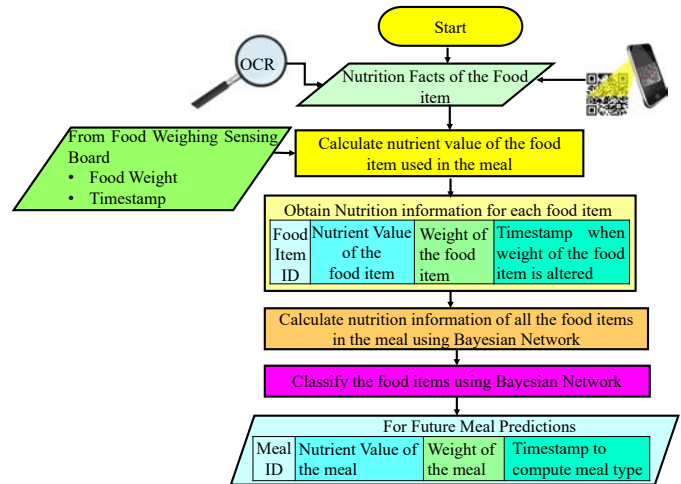 Start
OCR
Nutrition Facts of the Food
item
From Food Weighing Sensing
Board
• Food Weight
• Timestamp
Calculate nutrient value of the food
item used in the meal
Obtain Nutrition information for each food item
Food
Item
ID
Nutrient Value
of the
food item
Weight of
the food
item
Timestamp when
weight of the food
item is altered
Calculate nutrition information of all the food items
in the meal using Bayesian Network
Classify the food items using Bayesian Network
For Future Meal Predictions
Meal
ID
Nutrient Value of
the meal
Weight of
the meal
Timestamp to
compute meal type